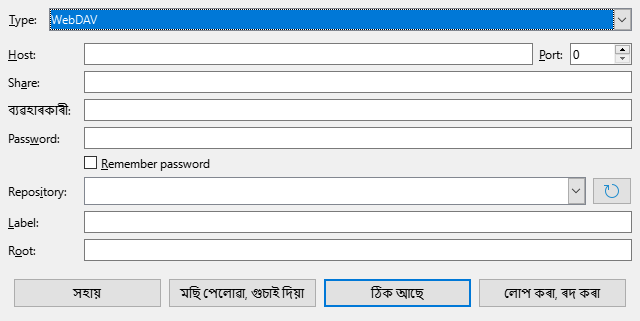 Type: WebDAV
Host: Port: 0
Share:
ব্যৱহাৰকাৰী:
Password:
Remember password
Repository:
Label:
Root:
সহায় মছি পেলোৱা, গুচাই দিয়া ঠিক আছে লোপ কৰা, ৰদ কৰা